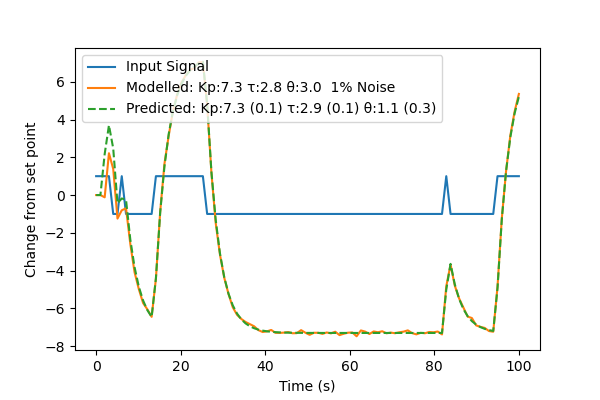 Input Signal
Modelled: Kp:7.3 τ:2.8 θ:3.0  1% Noise
Predicted: Kp:7.3 (0.1) τ:2.9 (0.1) θ:1.1 (0.3)
Change from set point
6
4
2
0
−2
−4
−6
−8
0 20 40 60 80 100
Time (s)